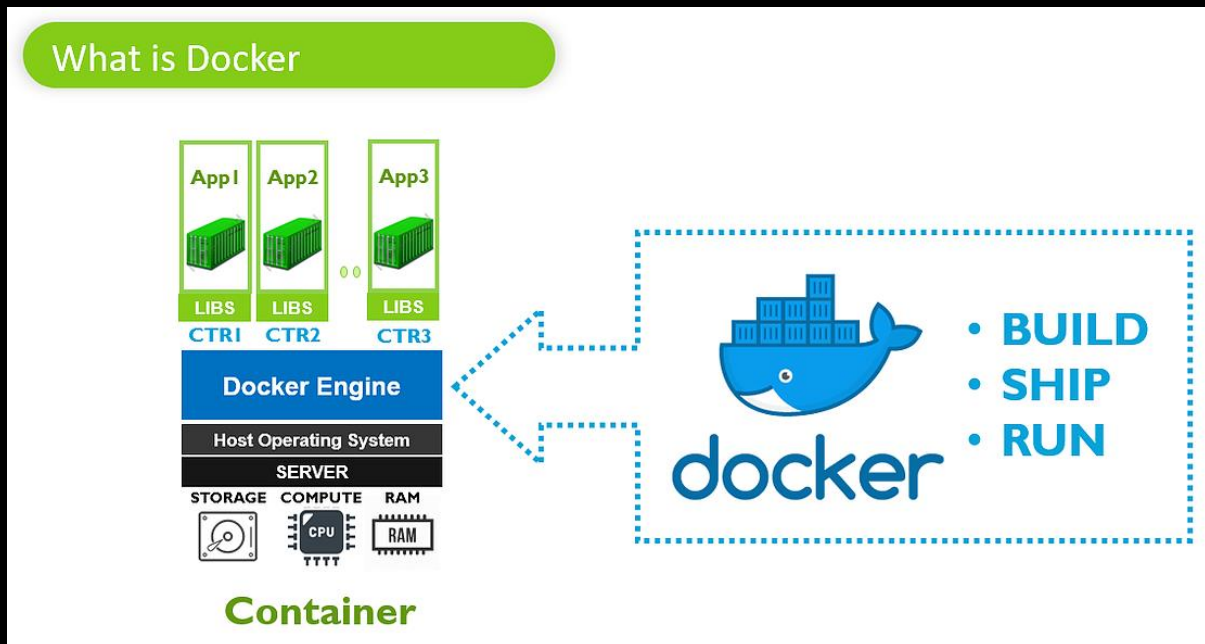 What is Docker
App1 App2 App3
LIBS LIBS LIBS
CTR1 CTR2 CTR3
Docker Engine
Host Operating System
SERVER
STORAGE COMPUTE RAM
CPU RAM
Container
docker
• BUILD
• SHIP
• RUN